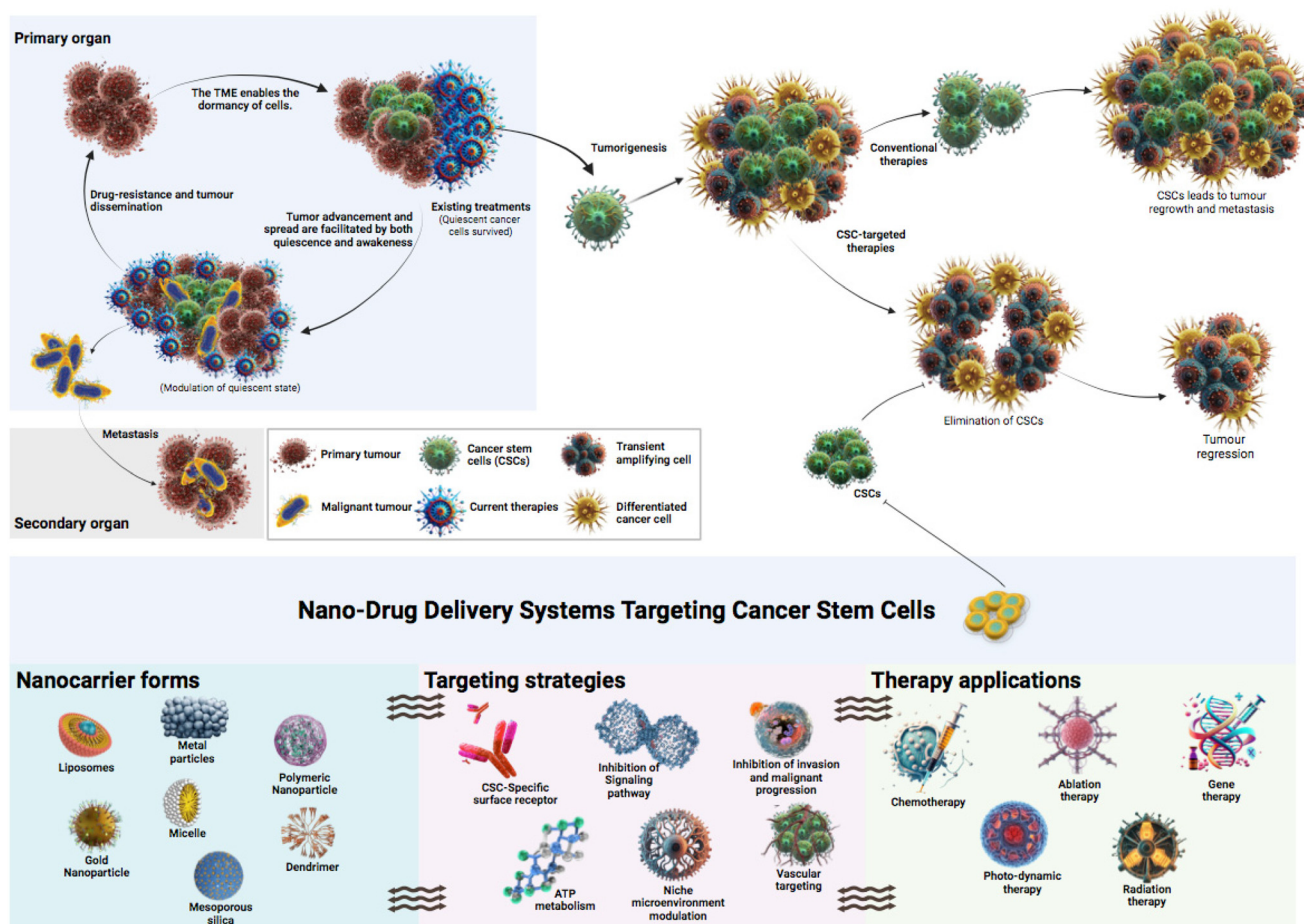 Primary organ
The TME enables the
dormancy of cells.
Drug-resistance and tumour
dissemination
Tumor advancement and
spread are facilitated by both
quiescence and awakeness
Existing treatments
(Quiescent cancer
cells survived)
(Modulation of quiescent state)
Tumorigenesis
Conventional
therapies
CSCs leads to tumour
regrowth and metastasis
CSC-targeted
therapies
Elimination of CSCs
Tumour
regression
CSCs
Metastasis
Secondary organ
Primary tumour
Cancer stem
cells (CSCs)
Transient
amplifying cell
Malignant tumour
Current therapies
Differentiated
cancer cell
Nano-Drug Delivery Systems Targeting Cancer Stem Cells
Nanocarrier forms
Liposomes
Metal
particles
Polymeric
Nanoparticle
Gold
Nanoparticle
Micelle
Dendrimer
Mesoporous
silica
Targeting strategies
CSC-Specific
surface receptor
Inhibition of
Signaling
pathway
Inhibition of invasion
and malignant
progression
ATP
metabolism
Niche
microenvironment
modulation
Vascular
targeting
Therapy applications
Chemotherapy
Ablation
therapy
Gene
therapy
Photo-dynamic
therapy
Radiation
therapy